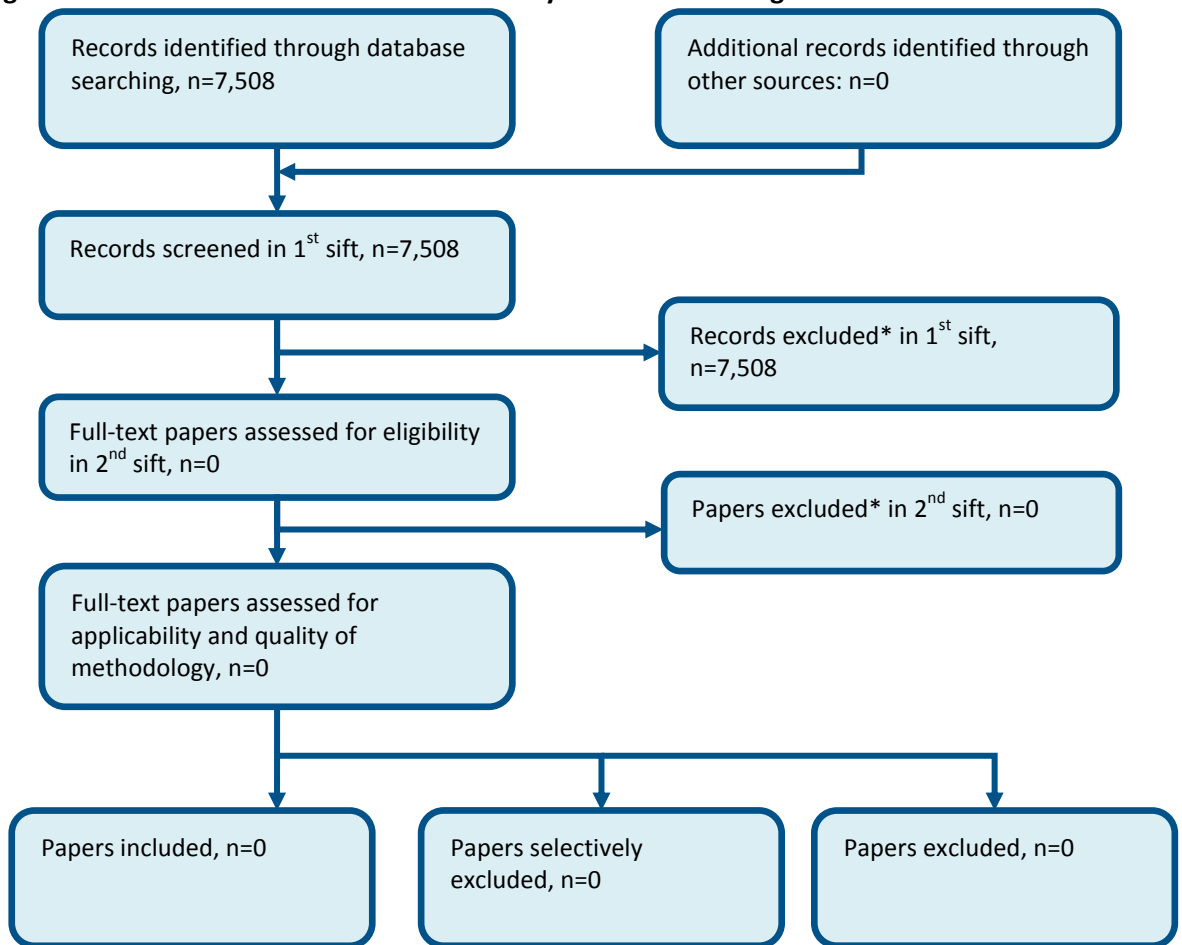 Records identified through database
searching, n=7,508
Additional records identified through
other sources: n=0
Records screened in 1st sift, n=7,508
Records excluded* in 1st sift,
n=7,508
Full-text papers assessed for eligibility
in 2nd sift, n=0
Papers excluded* in 2nd sift, n=0
Full-text papers assessed for
applicability and quality of
methodology, n=0
Papers included, n=0
Papers selectively
excluded, n=0
Papers excluded, n=0